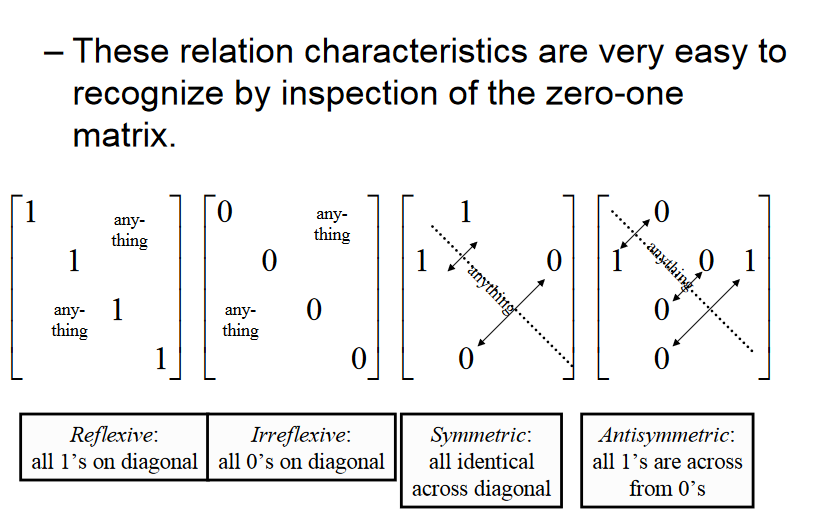 – These relation characteristics are very easy to
recognize by inspection of the zero-one
matrix.
1
any-
thing
1
any-
thing
1
1
0
any-
thing
0
any-
thing
0
0
1
1
anything
0
0
0
1
anything
0
1
0
0
Reflexive:
all 1’s on diagonal
Irreflexive:
all 0’s on diagonal
Symmetric:
all identical
across diagonal
Antisymmetric:
all 1’s are across
from 0’s